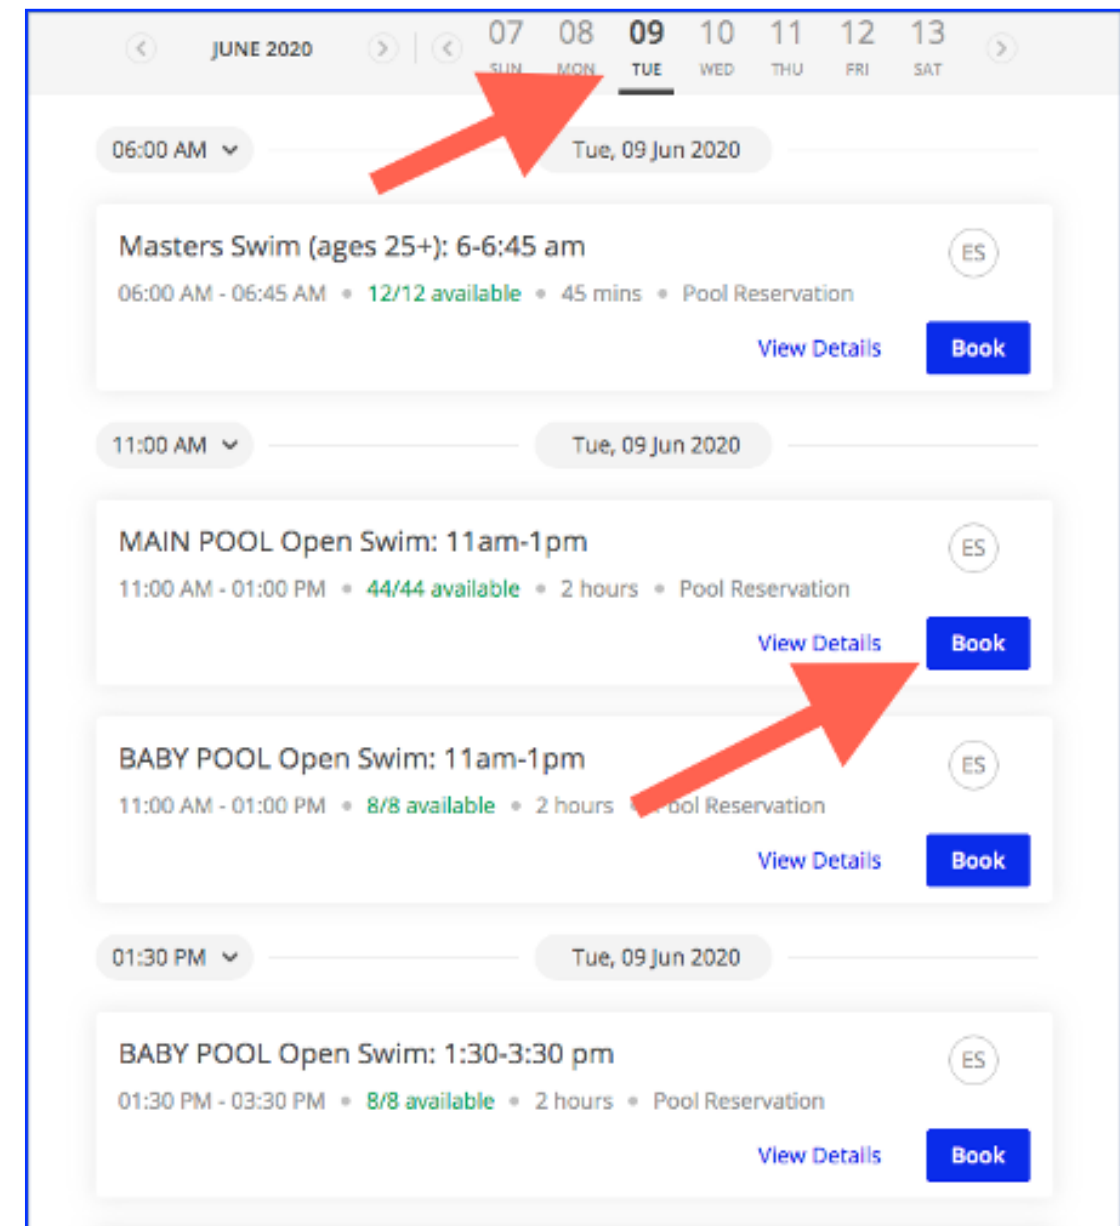 JUNE 2020
07 08 09 10 11 12 13
SUN MON TUE WED THU FRI SAT
06:00 AM Tue, 09 Jun 2020
Masters Swim (ages 25+): 6-6:45 am ES
06:00 AM - 06:45 AM • 12/12 available • 45 mins • Pool Reservation
View Details Book
11:00 AM Tue, 09 Jun 2020
MAIN POOL Open Swim: 11am-1pm ES
11:00 AM - 01:00 PM • 44/44 available • 2 hours • Pool Reservation
View Details Book
BABY POOL Open Swim: 11am-1pm ES
11:00 AM - 01:00 PM • 8/8 available • 2 hours • Pool Reservation
View Details Book
01:30 PM Tue, 09 Jun 2020
BABY POOL Open Swim: 1:30-3:30 pm ES
01:30 PM - 03:30 PM • 8/8 available • 2 hours • Pool Reservation
View Details Book